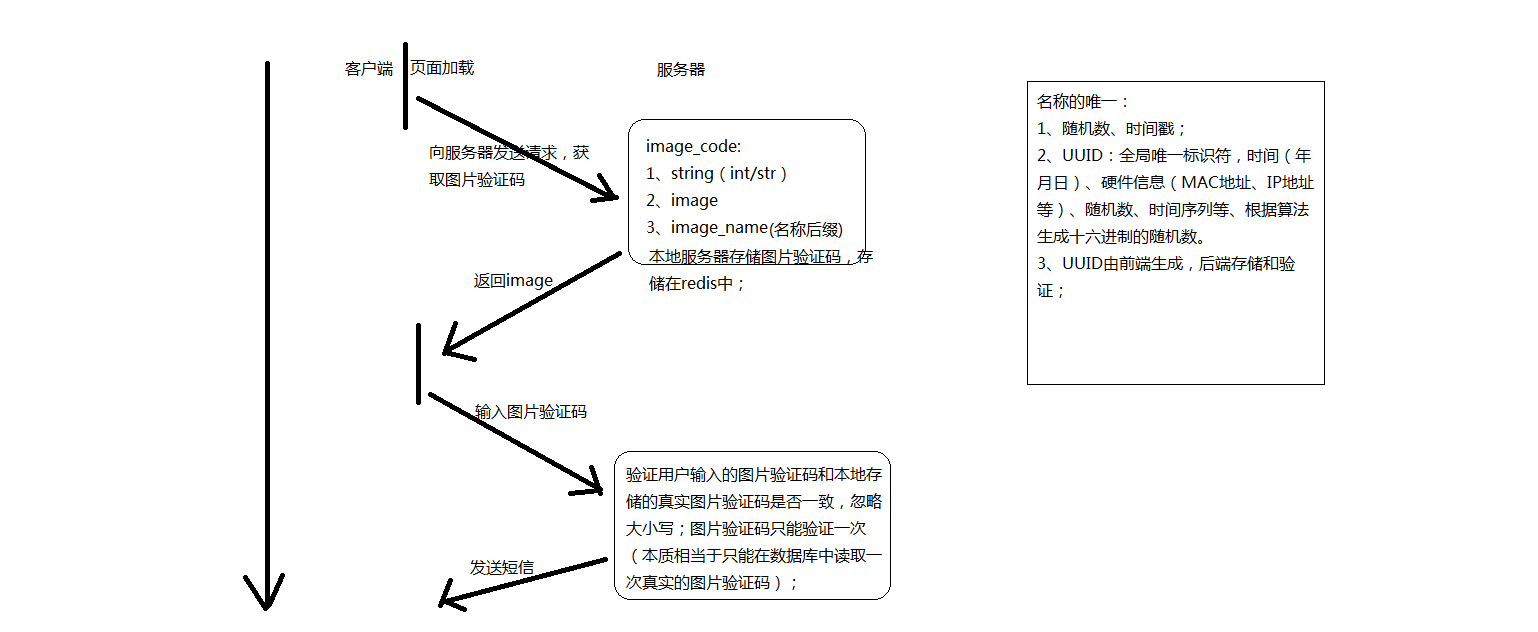 客户端
页面加载
服务器
向服务器发送请求，获
取图片验证码
image_code:
1、string（int/str）
2、image
3、image_name(名称后缀)
本地服务器存储图片验证码，存
储在redis中；
返回image
输入图片验证码
验证用户输入的图片验证码和本地存
储的真实图片验证码是否一致，忽略
大小写；图片验证码只能验证一次
（本质相当于只能在数据库中读取一
次真实的图片验证码）；
发送短信
名称的唯一：
1、随机数、时间戳；
2、UUID：全局唯一标识符，时间（年
月日）、硬件信息（MAC地址、IP地址
等）、随机数、时间序列等、根据算法
生成十六进制的随机数。
3、UUID由前端生成，后端存储和验
证；